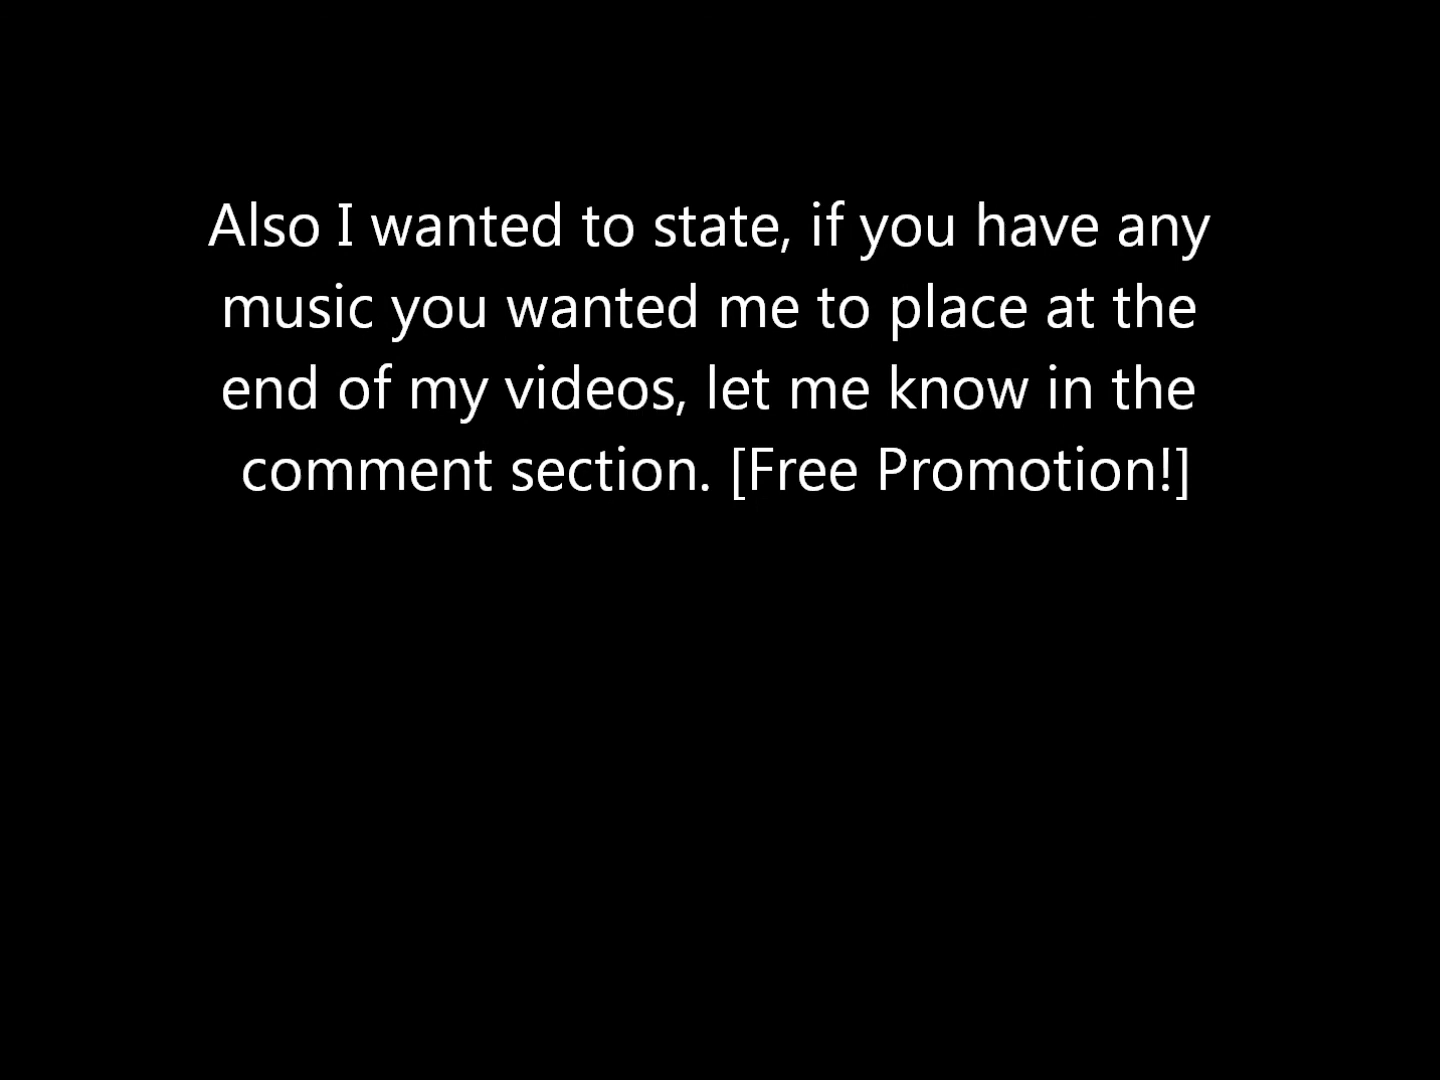 Also I wanted to state, if you have any
music you wanted me to place at the
end of my videos, let me know in the
comment section. [Free Promotion!]